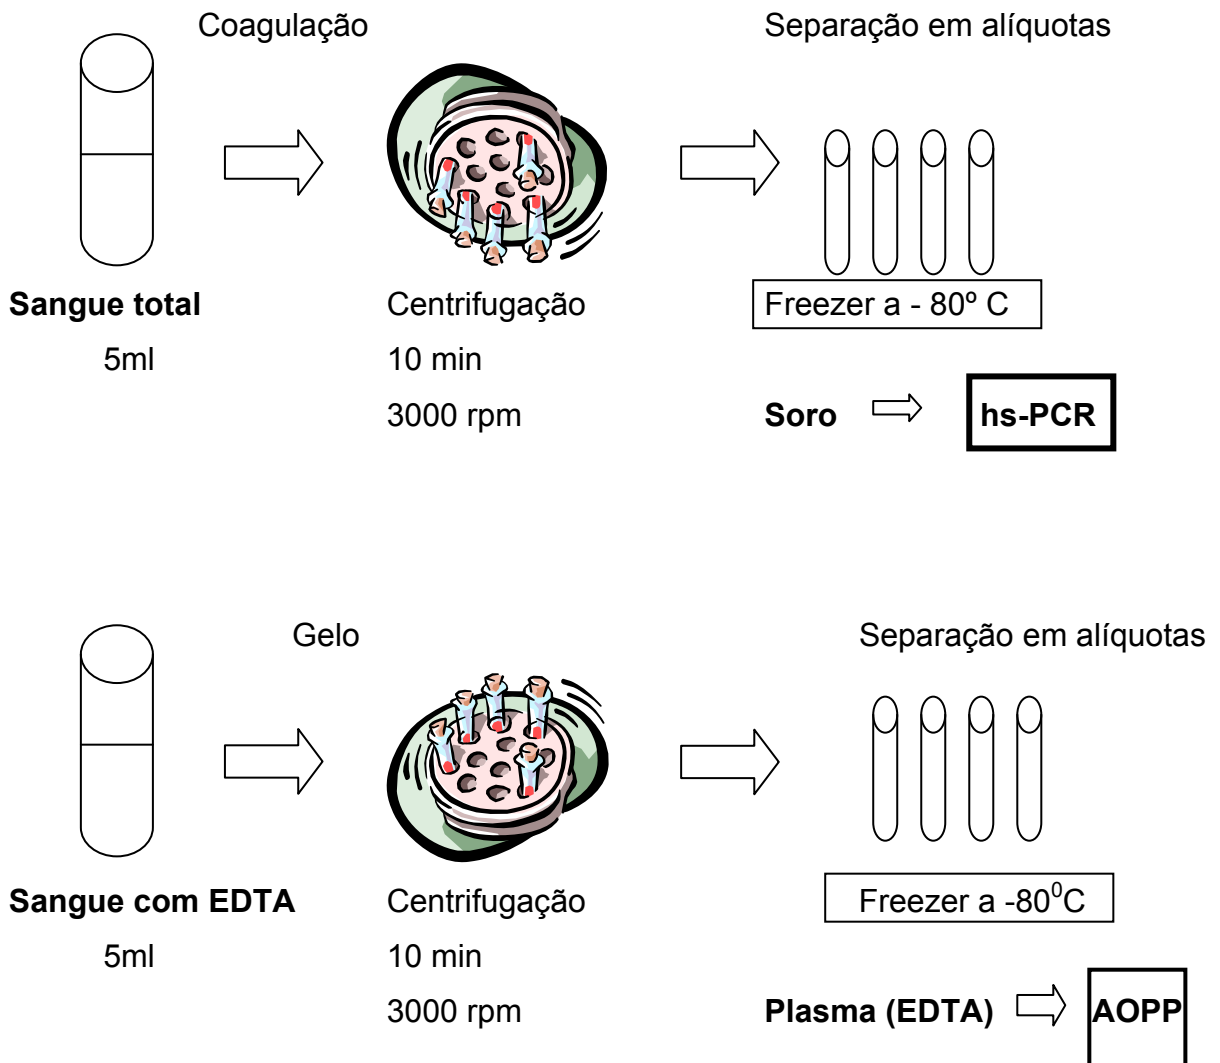 Coagulação
Separação em alíquotas
Sangue total
5ml
Centrifugação
10 min
3000 rpm
Freezer a - 80º C
Soro
hs-PCR
Gelo
Separação em alíquotas
Sangue com EDTA
5ml
Centrifugação
10 min
3000 rpm
Freezer a -80⁰C
Plasma (EDTA)
AOPP